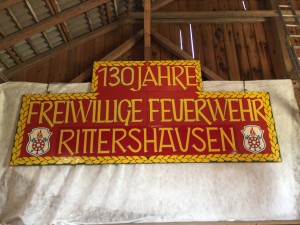 130 JAHRE
FREIWILLIGE FEUERWEHR
RITTERSHAUSEN